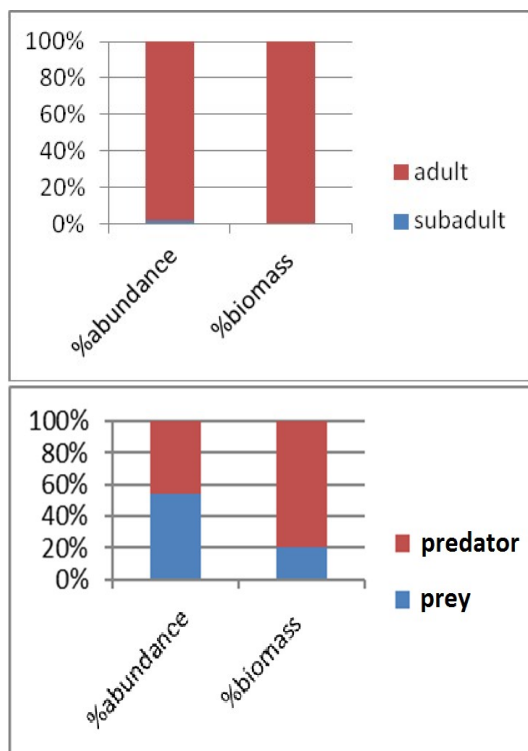 100%
80%
60%
40%
20%
0%
adult
subadult
%abundance
%biomass
100%
80%
60%
40%
20%
0%
predator
prey
%abundance
%biomass